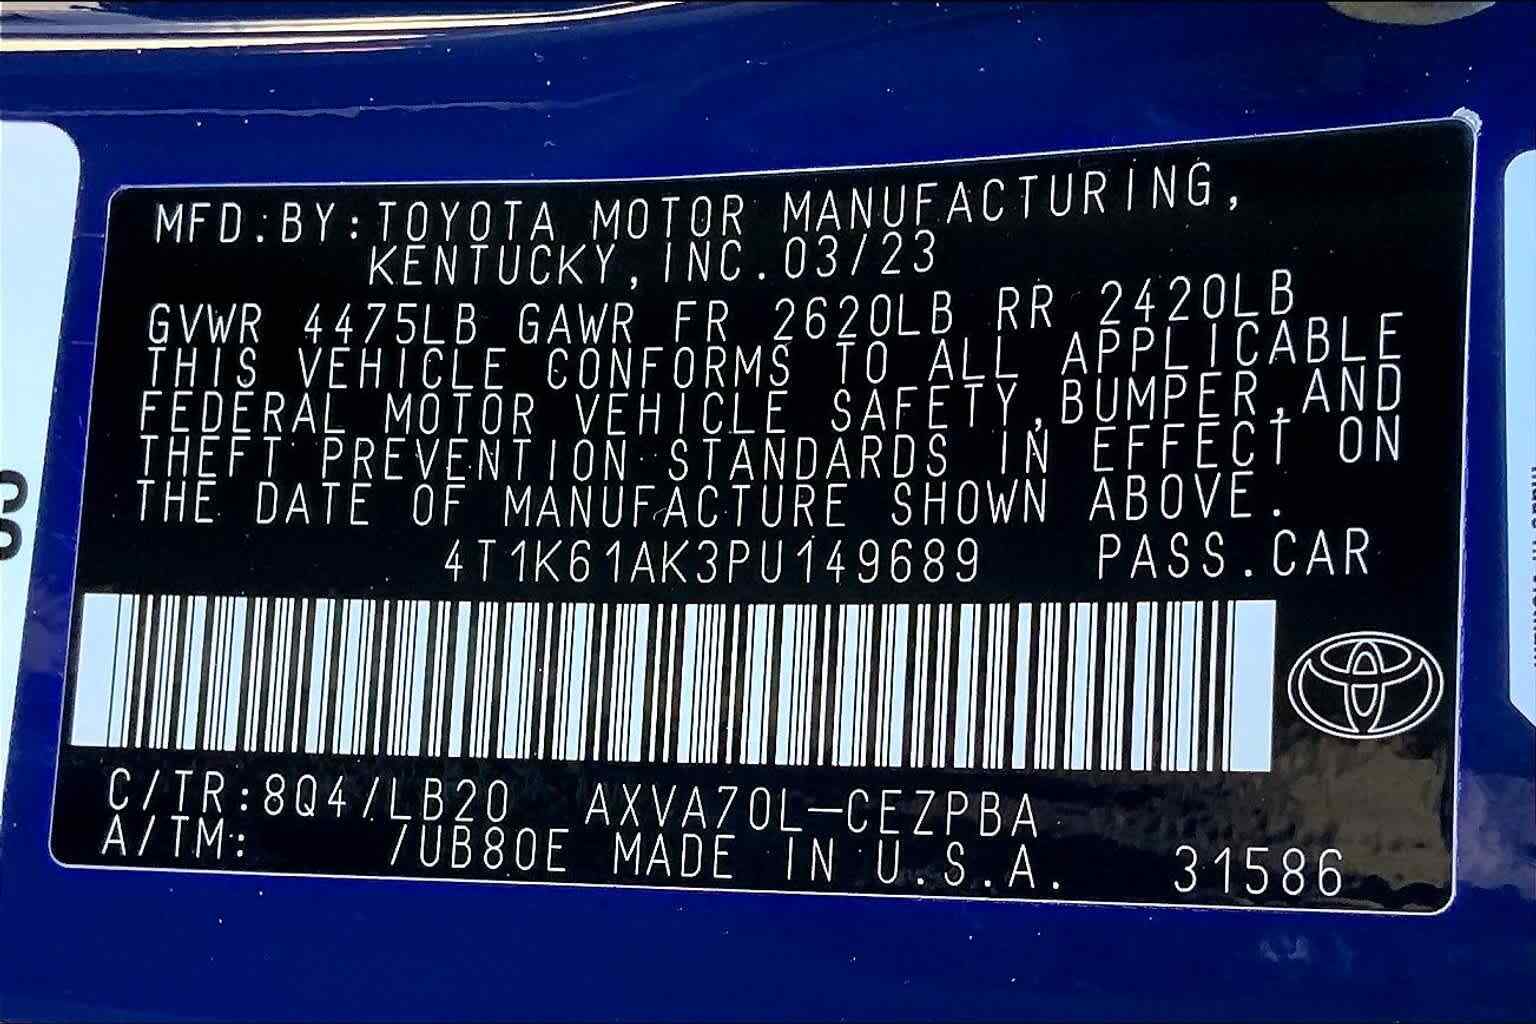 MFD.BY:TOYOTA MOTOR MANUFACTURING,
KENTUCKY,INC.03/23
GVWR 4475LB GAWR FR 2620LB RR 2420LB
THIS VEHICLE CONFORMS TO ALL APPLICABLE
FEDERAL MOTOR VEHICLE SAFETY,BUMPER,AND
THEFT PREVENTION STANDARDS IN EFFECT ON
THE DATE OF MANUFACTURE SHOWN ABOVE.
4T1K61AK3PU149689 PASS.CAR
C/TR:8Q4/LB20 AXVA70L-CEZPBA
A/TM: /UB80E MADE IN U.S.A. 31586